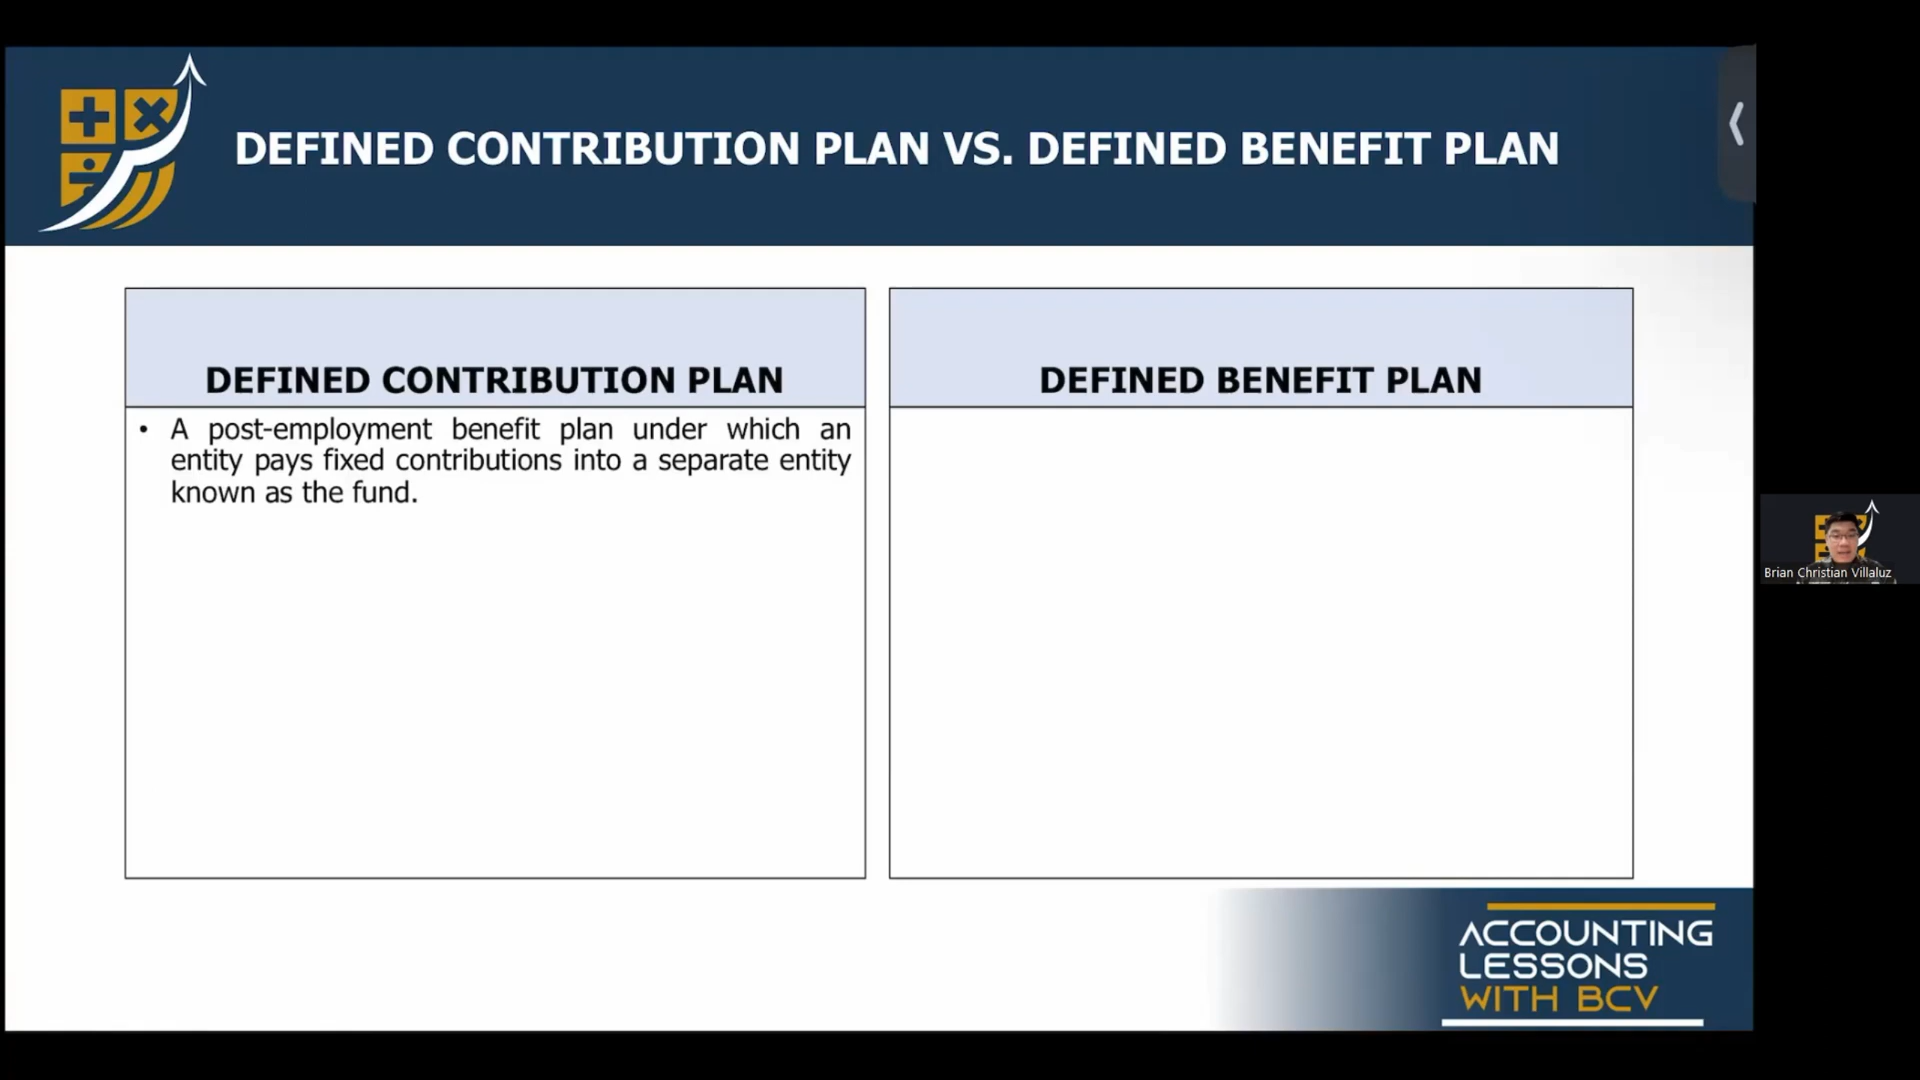 DEFINED CONTRIBUTION PLAN VS. DEFINED BENEFIT PLAN
DEFINED CONTRIBUTION PLAN
• A post-employment benefit plan under which an
entity pays fixed contributions into a separate entity
known as the fund.
DEFINED BENEFIT PLAN
Brian Christian Villaluz
ACCOUNTING
LESSONS
WITH BCV